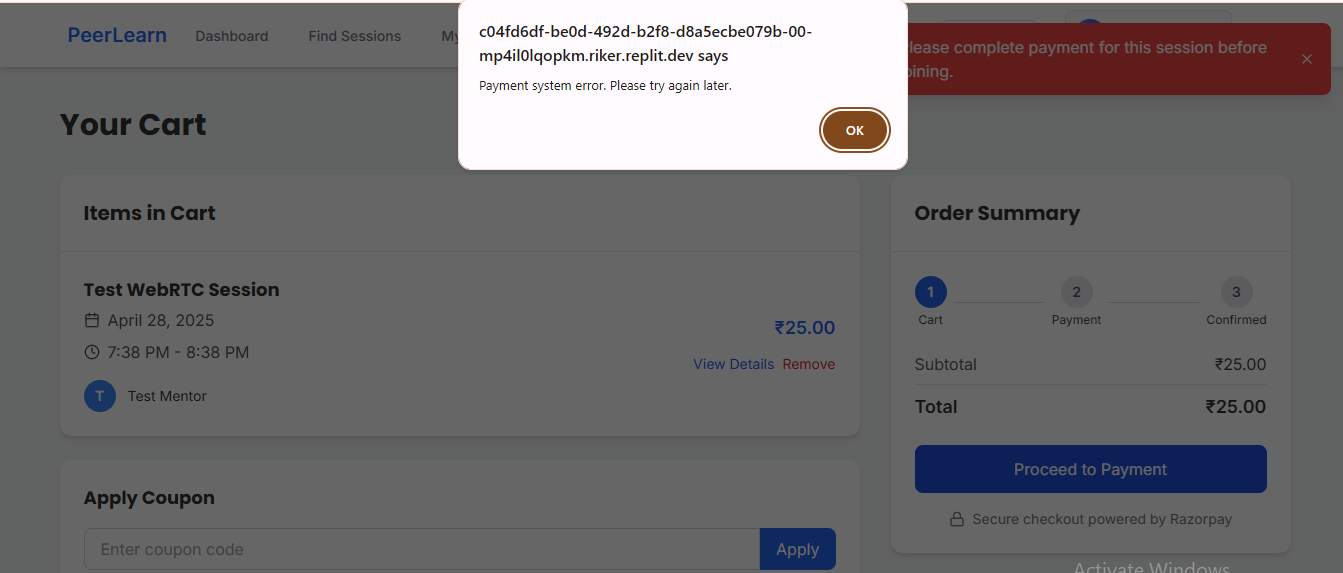 c04fd6df-be0d-492d-b2f8-d8a5ecbe079b-00-
mp4il0lqopkm.riker.replit.dev says
Payment system error. Please try again later.
OK
PeerLearn Dashboard Find Sessions
lease complete payment for this session before
ining.
Your Cart
Items in Cart
Test WebRTC Session
April 28, 2025
7:38 PM - 8:38 PM
₹25.00
View Details Remove
T Test Mentor
Apply Coupon
Enter coupon code Apply
Order Summary
1 2 3
Cart Payment Confirmed
Subtotal ₹25.00
Total ₹25.00
Proceed to Payment
Secure checkout powered by Razorpay
Activate Windows